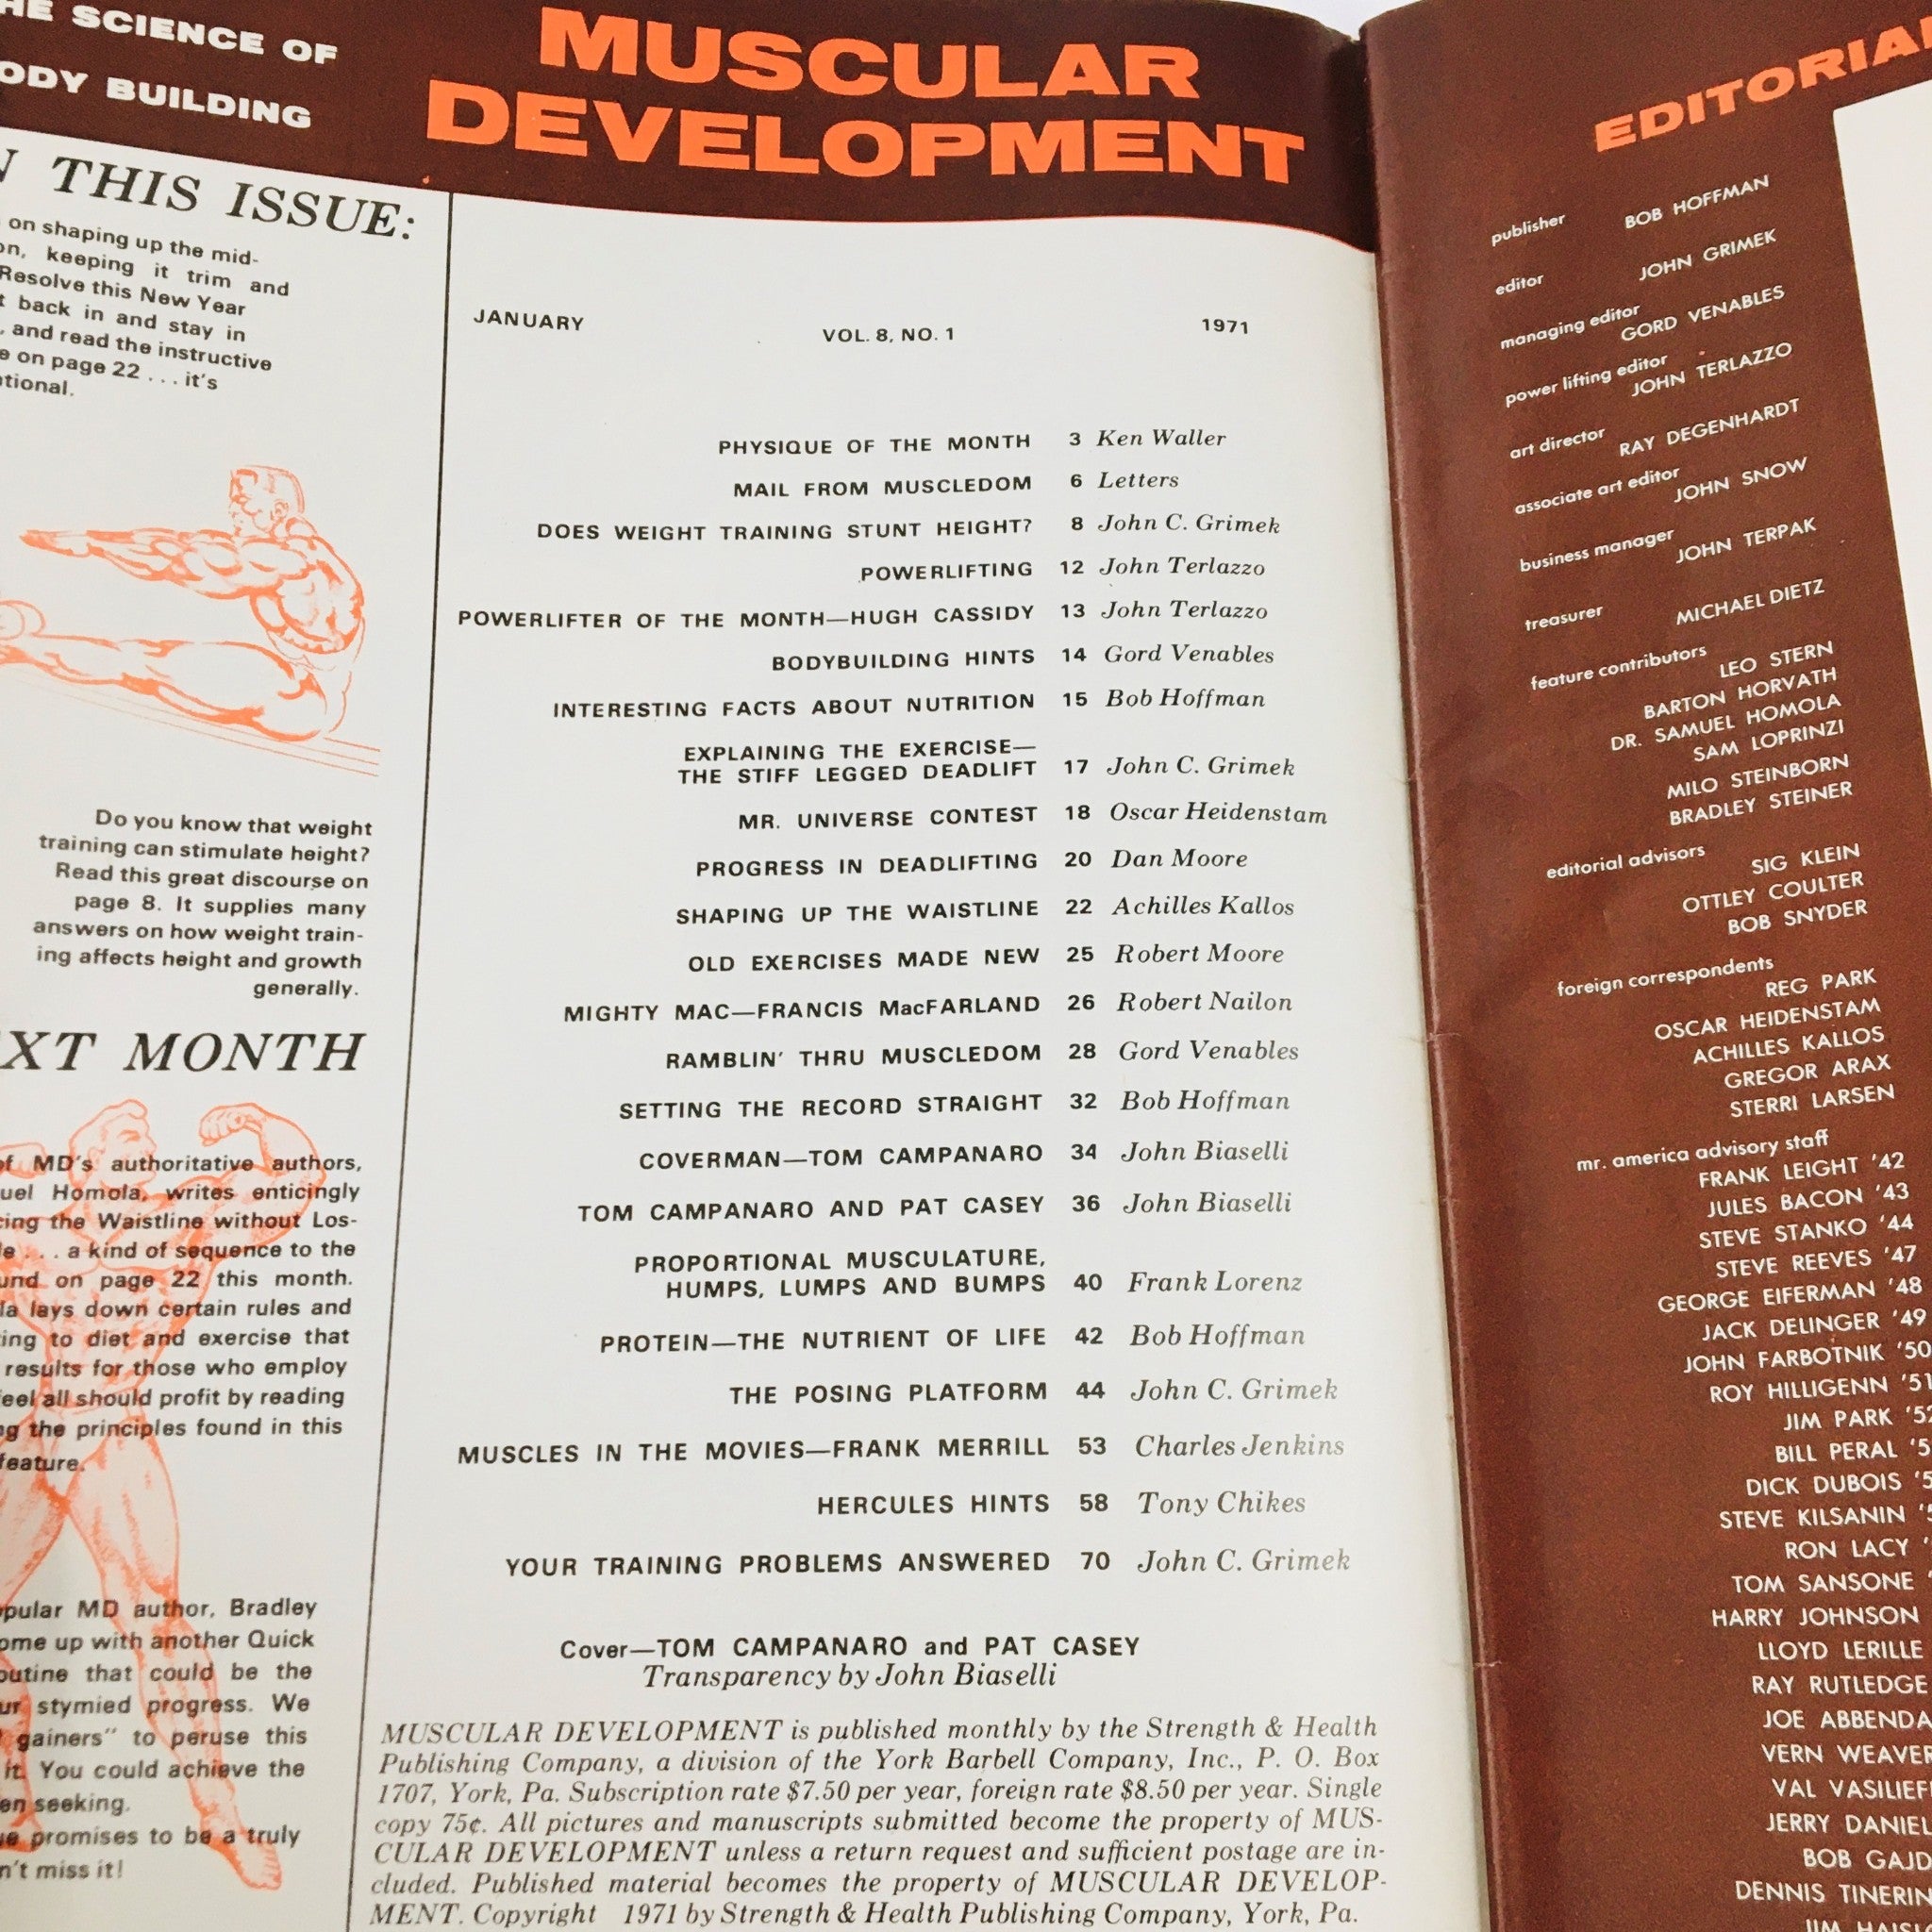 THE SCIENCE OF
BODY BUILDING
MUSCULAR
DEVELOPMENT
THIS ISSUE:
on shaping up the mid-
keeping it trim and
Resolve this New Year
back in and stay in
and read the instructive
on page 22 . . . it's
Do you know that weight
training can stimulate height?
Read this great discourse on
page 8. It supplies many
answers on how weight train-
ing affects height and growth
generally.
MONTH
of MD's authoritative authors,
Homola, writes enticingly
the Waistline without Los-
. . . a kind of sequence to the
on page 22 this month.
lays down certain rules and
to diet and exercise that
results for those who employ
all should profit by reading
the principles found in this
feature.
MD author, Bradley
up with another Quick
that could be the
stymied progress. We
gainers" to peruse this
it. You could achieve the
seeking.
promises to be a truly
miss it!
JANUARY VOL. 8, NO. 1 1971
PHYSIQUE OF THE MONTH 3 Ken Waller
MAIL FROM MUSCLEDOM 6 Letters
DOES WEIGHT TRAINING STUNT HEIGHT? 8 John C. Grimek
POWERLIFTING 12 John Terlazzo
POWERLIFTER OF THE MONTH—HUGH CASSIDY 13 John Terlazzo
BODYBUILDING HINTS 14 Gord Venables
INTERESTING FACTS ABOUT NUTRITION 15 Bob Hoffman
EXPLAINING THE EXERCISE—
THE STIFF LEGGED DEADLIFT 17 John C. Grimek
MR. UNIVERSE CONTEST 18 Oscar Heidenstam
PROGRESS IN DEADLIFTING 20 Dan Moore
SHAPING UP THE WAISTLINE 22 Achilles Kallos
OLD EXERCISES MADE NEW 25 Robert Moore
MIGHTY MAC—FRANCIS MacFARLAND 26 Robert Nailon
RAMBLIN' THRU MUSCLEDOM 28 Gord Venables
SETTING THE RECORD STRAIGHT 32 Bob Hoffman
COVERMAN—TOM CAMPANARO 34 John Biaselli
TOM CAMPANARO AND PAT CASEY 36 John Biaselli
PROPORTIONAL MUSCULATURE,
HUMPS, LUMPS AND BUMPS 40 Frank Lorenz
PROTEIN—THE NUTRIENT OF LIFE 42 Bob Hoffman
THE POSING PLATFORM 44 John C. Grimek
MUSCLES IN THE MOVIES—FRANK MERRILL 53 Charles Jenkins
HERCULES HINTS 58 Tony Chikes
YOUR TRAINING PROBLEMS ANSWERED 70 John C. Grimek
Cover—TOM CAMPANARO and PAT CASEY
Transparency by John Biaselli
MUSCULAR DEVELOPMENT is published monthly by the Strength & Health
Publishing Company, a division of the York Barbell Company, Inc., P. O. Box
1707, York, Pa. Subscription rate $7.50 per year, foreign rate $8.50 per year. Single
copy 75¢. All pictures and manuscripts submitted become the property of MUS-
CULAR DEVELOPMENT unless a return request and sufficient postage are in-
cluded. Published material becomes the property of MUSCULAR DEVELOP-
MENT. Copyright 1971 by Strength & Health Publishing Company, York, Pa.
EDITORIAL
publisher BOB HOFFMAN
editor JOHN GRIMEK
managing editor
GORD VENABLES
power lifting editor
JOHN TERLAZZO
art director RAY DEGENHARDT
associate art editor
JOHN SNOW
business manager
JOHN TERPAK
treasurer MICHAEL DIETZ
feature contributors
LEO STERN
BARTON HORVATH
DR. SAMUEL HOMOLA
SAM LOPRINZI
MILO STEINBORN
BRADLEY STEINER
editorial advisors
SIG KLEIN
OTTLEY COULTER
BOB SNYDER
foreign correspondents
REG PARK
OSCAR HEIDENSTAM
ACHILLES KALLOS
GREGOR ARAX
STERRI LARSEN
mr. america advisory staff
FRANK LEIGHT '42
JULES BACON '43
STEVE STANKO '44
STEVE REEVES '47
GEORGE EIFERMAN '48
JACK DELINGER '49
JOHN FARBOTNIK '50
ROY HILLIGENN '51
JIM PARK '52
BILL PERAL
DICK DUBOIS
STEVE KILSANIN
RON LACY
TOM SANSONE
HARRY JOHNSON
LLOYD LERILLE
RAY RUTLEDGE
JOE ABBENDA
VERN WEAVER
VAL VASILIEFF
JERRY DANIEL
BOB GAJD
DENNIS TINERIN
JIM